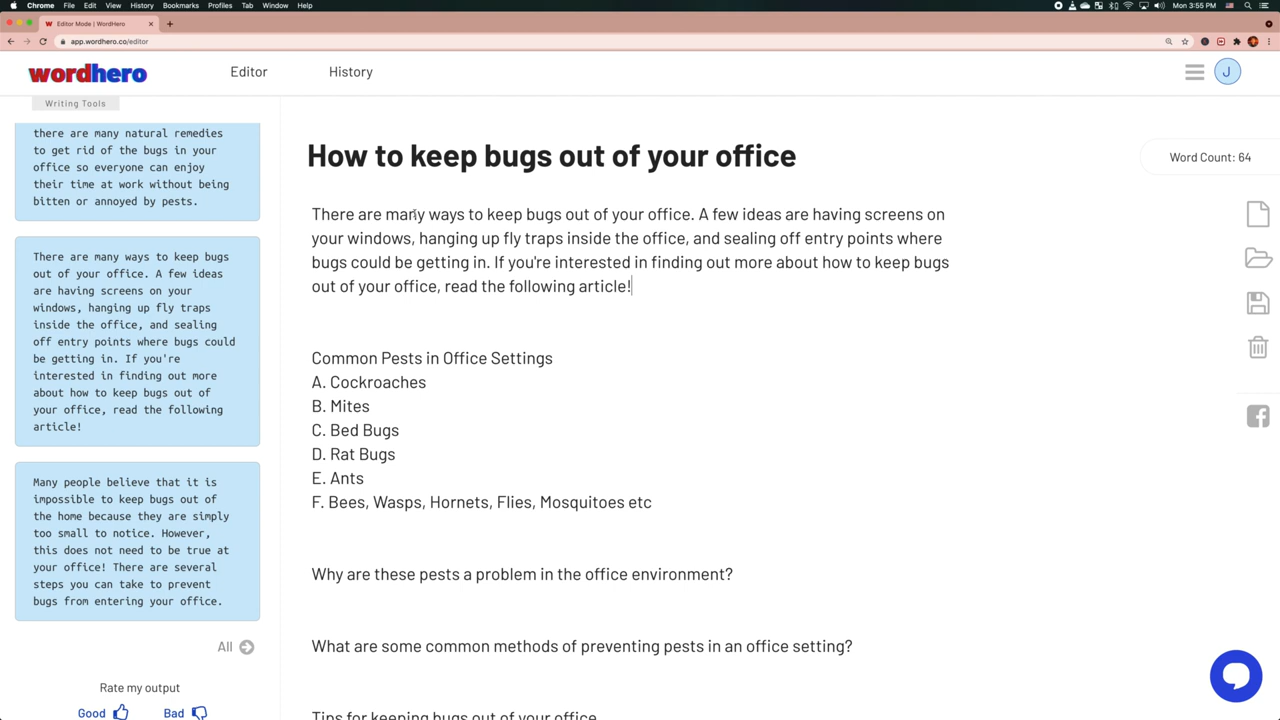 Chrome File Edit View History Bookmarks Profiles Tab Window Help
Mon 3:55 PM
Editor Mode | WordHero
app.wordhero.co/editor
wordhero
Editor
History
J
Writing Tools
there are many natural remedies
to get rid of the bugs in your
office so everyone can enjoy
their time at work without being
bitten or annoyed by pests.
There are many ways to keep bugs
out of your office. A few ideas
are having screens on your
windows, hanging up fly traps
inside the office, and sealing
off entry points where bugs could
be getting in. If you're
interested in finding out more
about how to keep bugs out of
your office, read the following
article!
Many people believe that it is
impossible to keep bugs out of
the home because they are simply
too small to notice. However,
this does not need to be true at
your office! There are several
steps you can take to prevent
bugs from entering your office.
All
Rate my output
Good
Bad
How to keep bugs out of your office
Word Count: 64
There are many ways to keep bugs out of your office. A few ideas are having screens on
your windows, hanging up fly traps inside the office, and sealing off entry points where
bugs could be getting in. If you're interested in finding out more about how to keep bugs
out of your office, read the following article!
Common Pests in Office Settings
A. Cockroaches
B. Mites
C. Bed Bugs
D. Rat Bugs
E. Ants
F. Bees, Wasps, Hornets, Flies, Mosquitoes etc
Why are these pests a problem in the office environment?
What are some common methods of preventing pests in an office setting?
Tips for keeping bugs out of your office